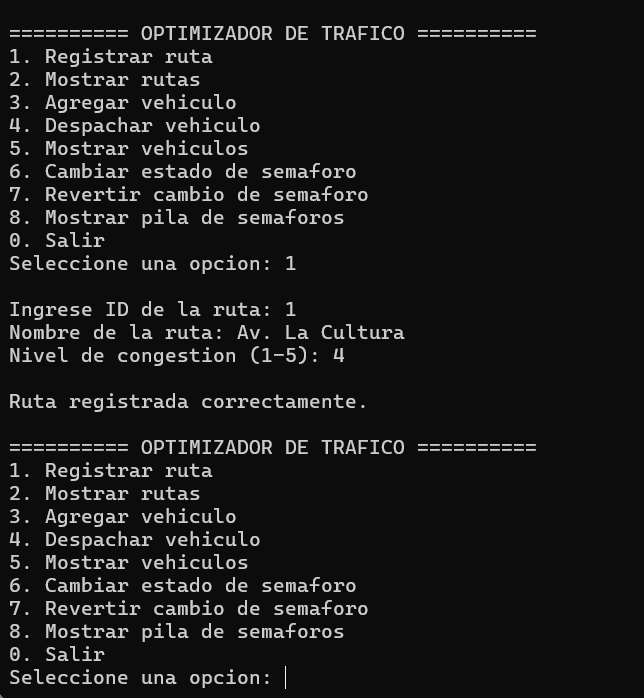 ========== OPTIMIZADOR DE TRAFICO ==========
1. Registrar ruta
2. Mostrar rutas
3. Agregar vehiculo
4. Despachar vehiculo
5. Mostrar vehiculos
6. Cambiar estado de semaforo
7. Revertir cambio de semaforo
8. Mostrar pila de semaforos
0. Salir
Seleccione una opcion: 1
Ingrese ID de la ruta: 1
Nombre de la ruta: Av. La Cultura
Nivel de congestion (1-5): 4
Ruta registrada correctamente.
========== OPTIMIZADOR DE TRAFICO ==========
1. Registrar ruta
2. Mostrar rutas
3. Agregar vehiculo
4. Despachar vehiculo
5. Mostrar vehiculos
6. Cambiar estado de semaforo
7. Revertir cambio de semaforo
8. Mostrar pila de semaforos
0. Salir
Seleccione una opcion: